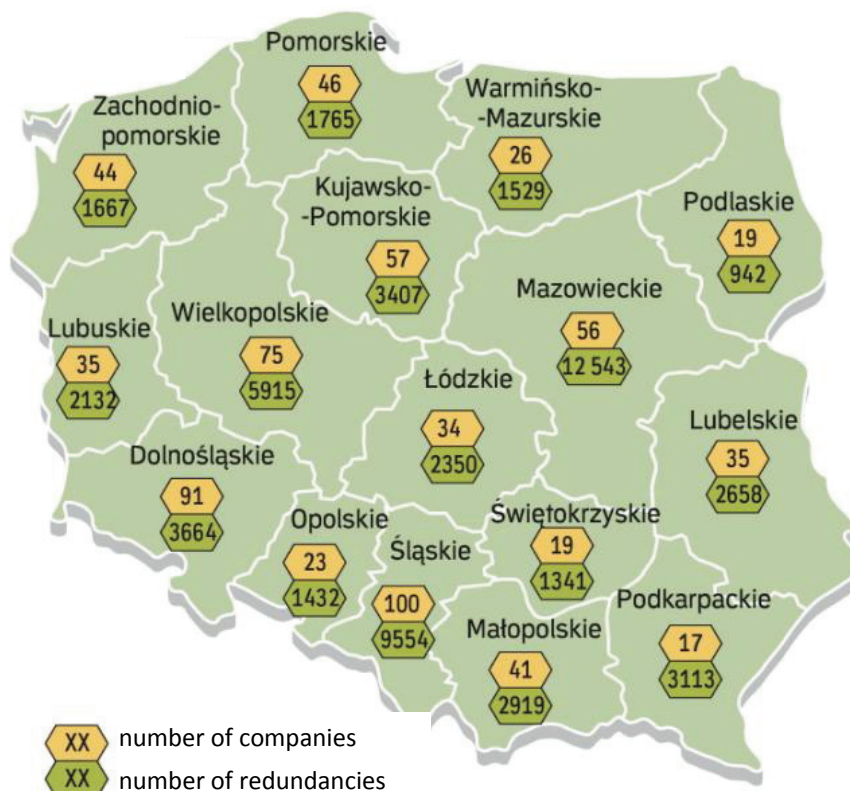 Pomorskie
46
1765
Zachodnio-
pomorskie
44
1667
Warmińsko-
-Mazurskie
26
1529
Kujawsko-
-Pomorskie
57
3407
Podlaskie
19
942
Mazowieckie
56
12 543
Lubuskie
35
2132
Wielkopolskie
75
5915
Łódzkie
34
2350
Lubelskie
35
2658
Dolnośląskie
91
3664
Opolskie
23
1432
Śląskie
100
9554
Świętokrzyskie
19
1341
Małopolskie
41
2919
Podkarpackie
17
3113
XX number of companies
XX number of redundancies